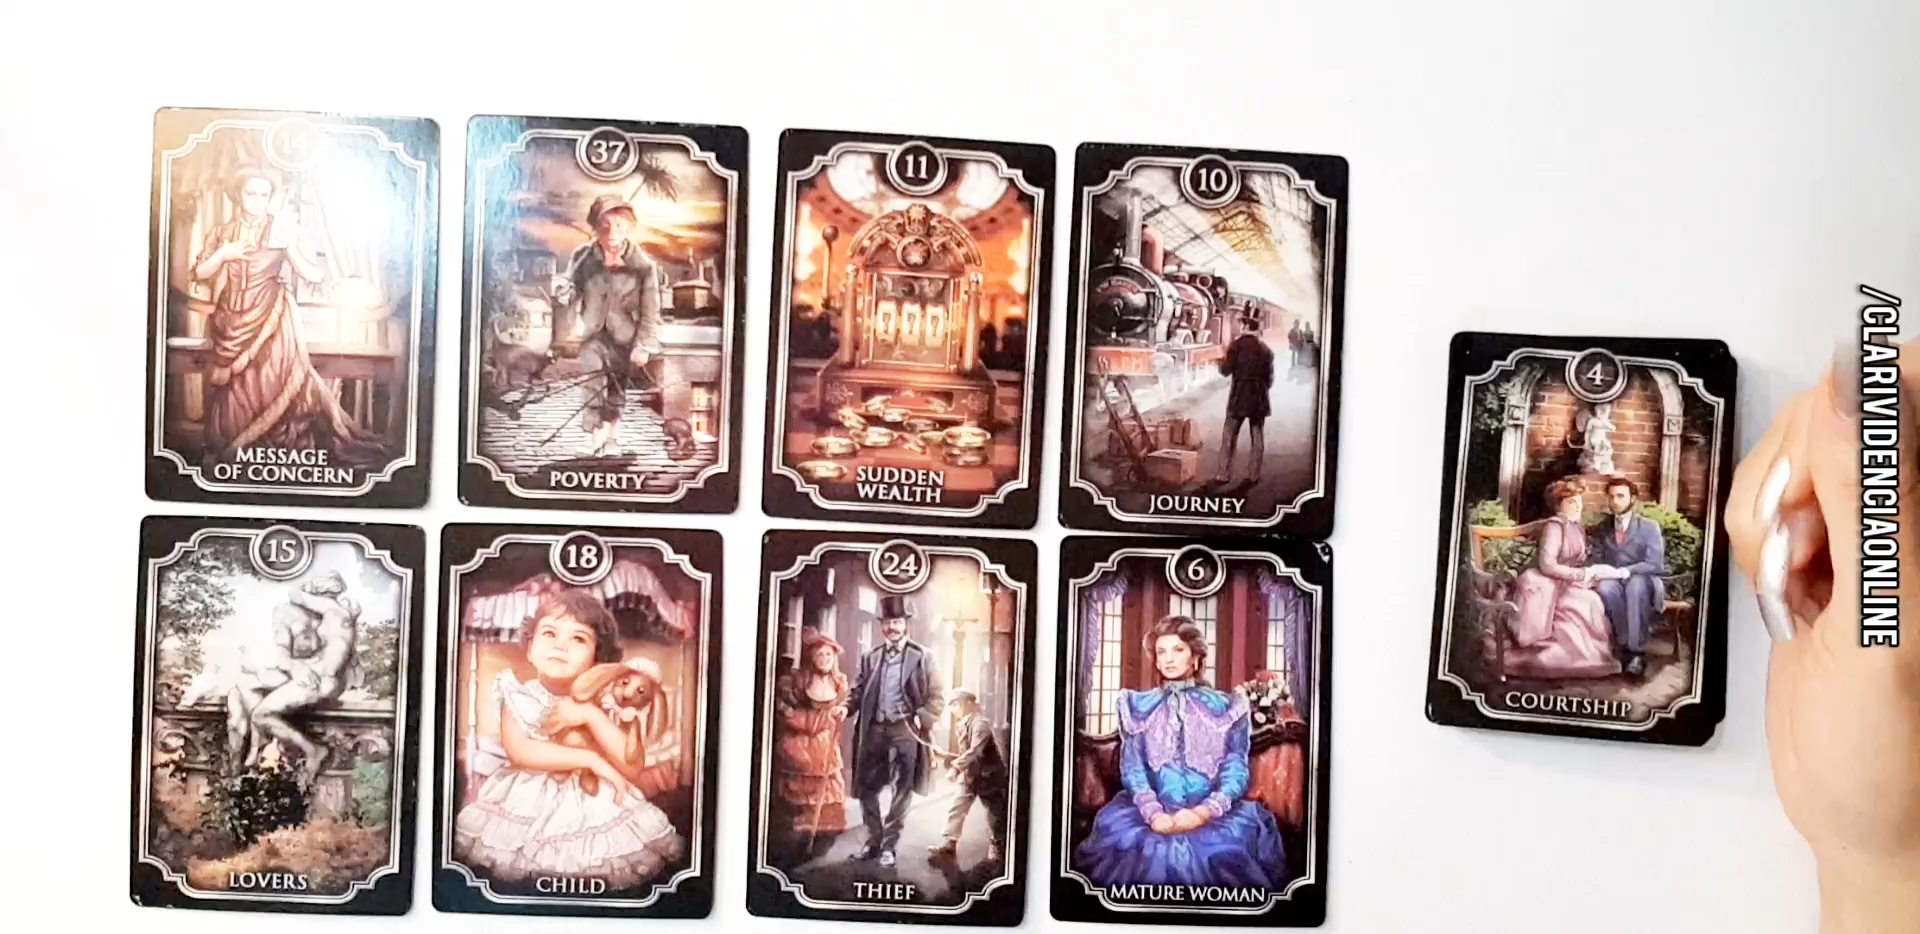 14
MESSAGE
OF CONCERN
37
POVERTY
11
777
SUDDEN
WEALTH
10
JOURNEY
15
LOVERS
18
CHILD
24
THIEF
6
MATURE WOMAN
4
COURTSHIP
/CLARIVIDENCIAONLINE